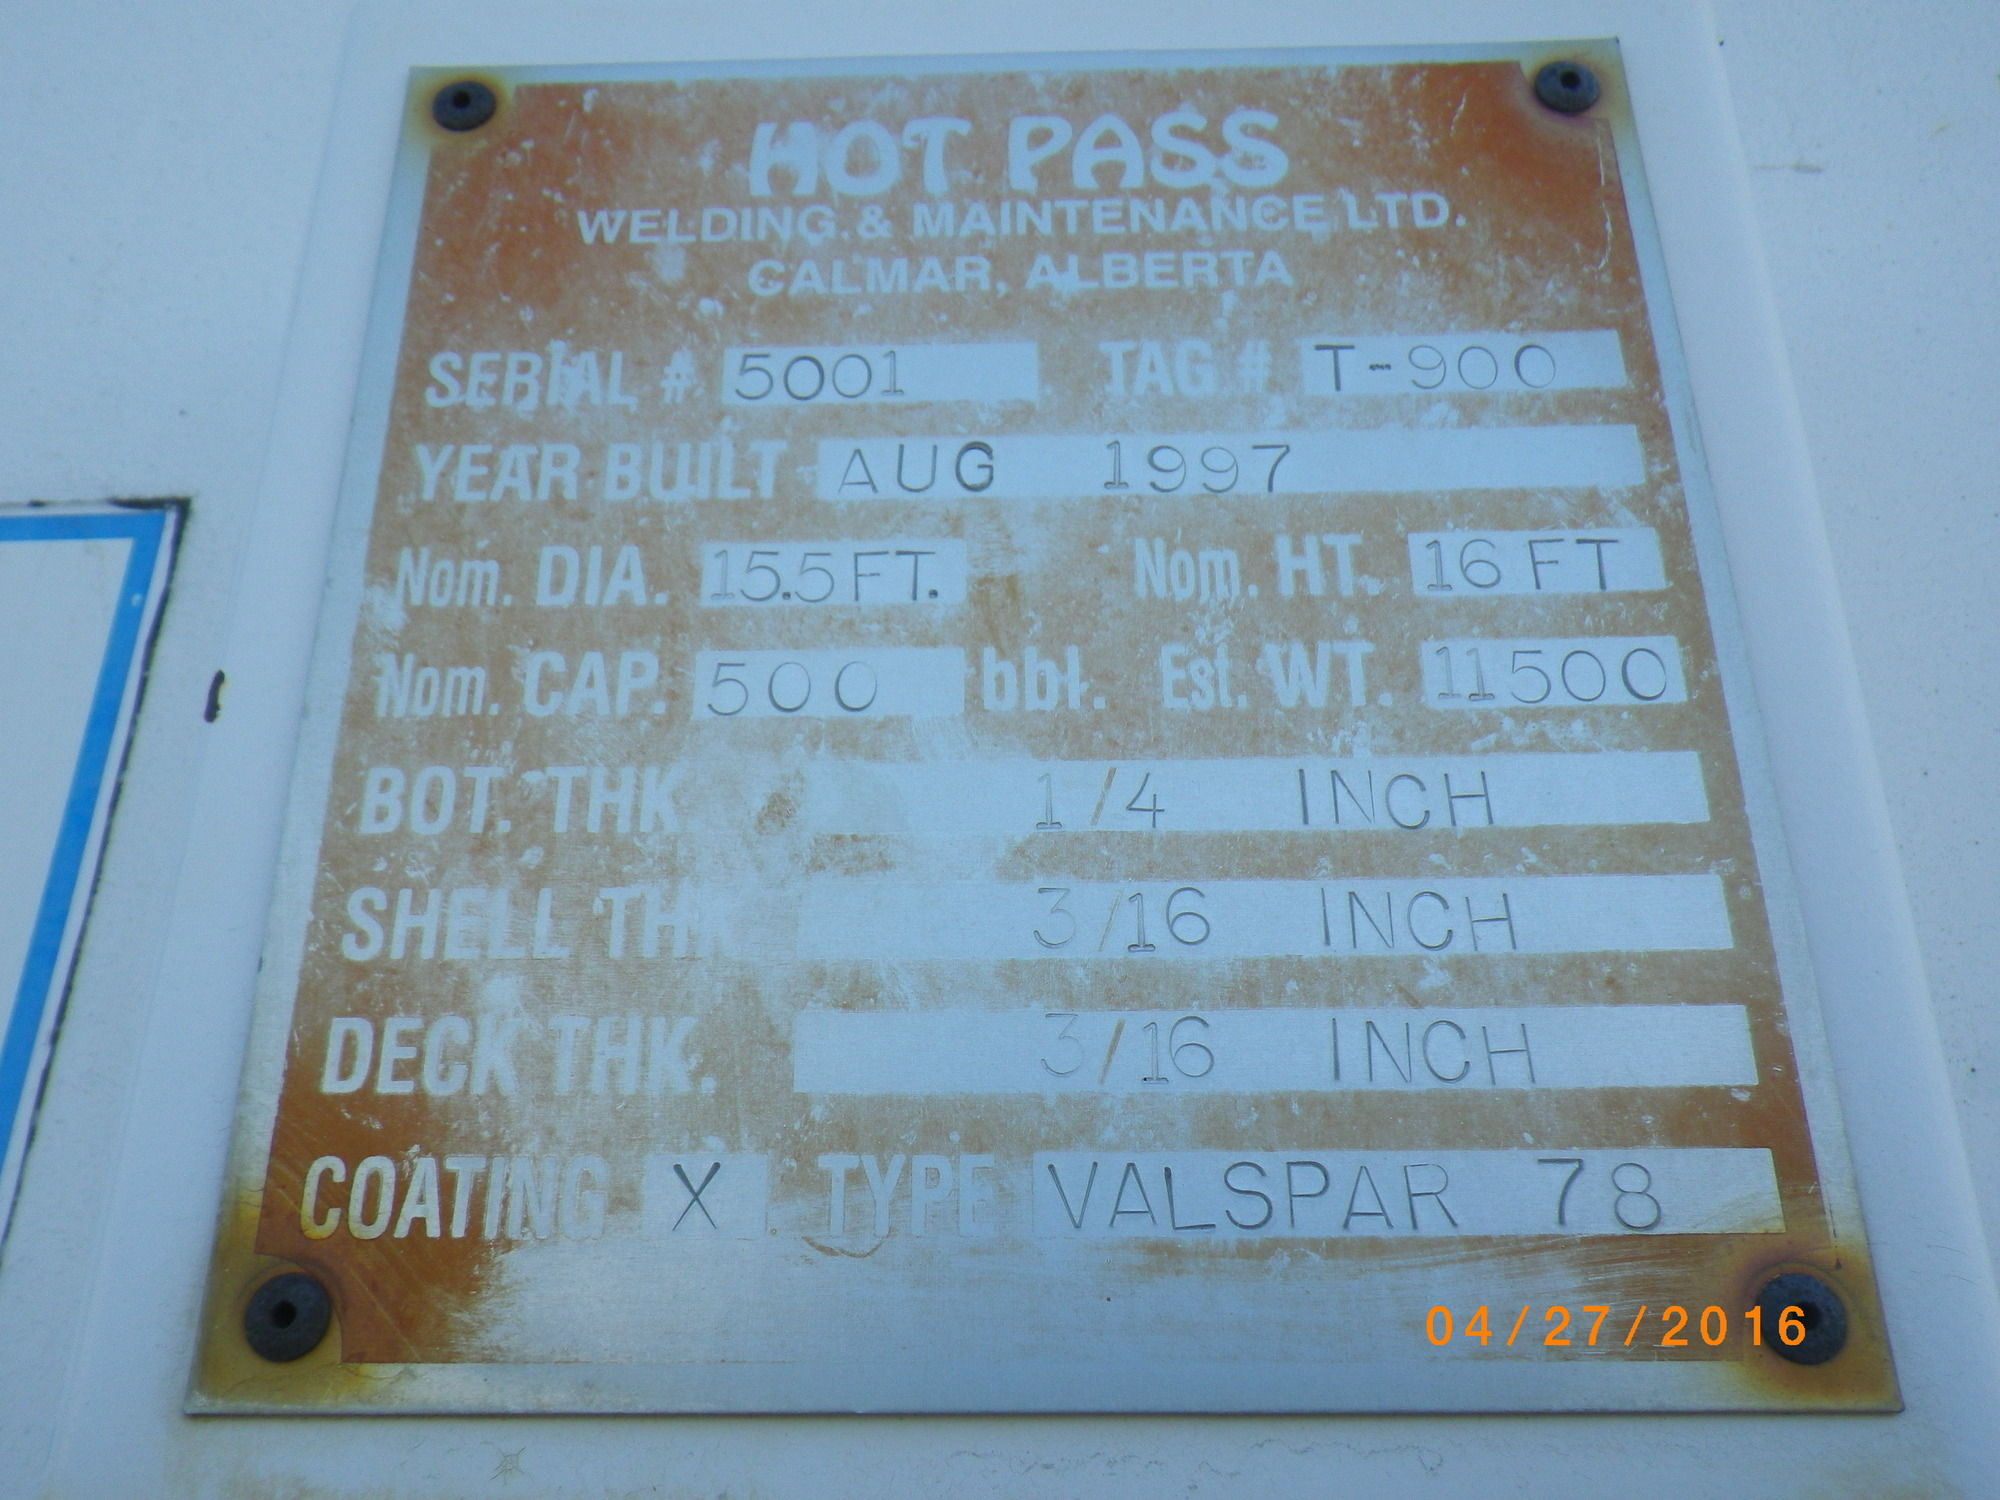 HOT PASS
WELDING & MAINTENANCE LTD.
CALMAR, ALBERTA
SERIAL # 5001 TAG # T-900
YEAR BUILT AUG 1997
Nom. DIA. 15.5 FT. Nom. HT. 16 FT
Nom. CAP. 500 bbl. Est. WT. 11500
BOT. THK. 1/4 INCH
SHELL THK 3/16 INCH
DECK THK. 3/16 INCH
COATING X TYPE VALSPAR 78
04/27/2016